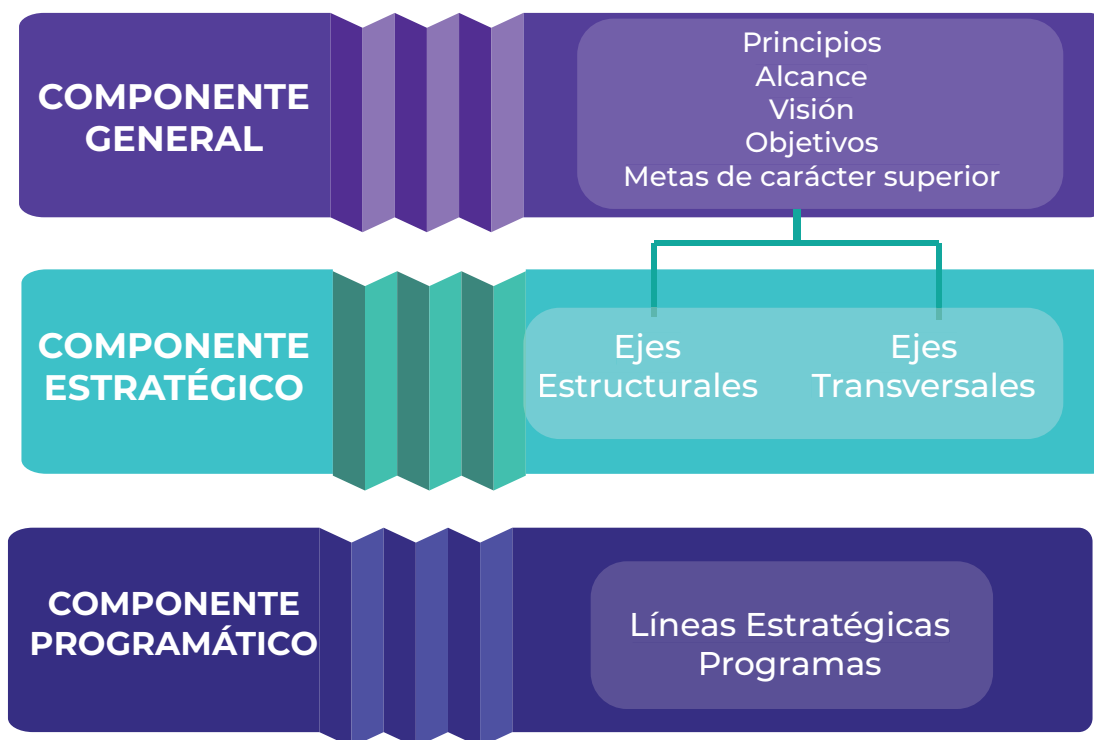 COMPONENTE
GENERAL
Principios
Alcance
Visión
Objetivos
Metas de carácter superior
COMPONENTE
ESTRATÉGICO
Ejes
Estructurales
Ejes
Transversales
COMPONENTE
PROGRAMÁTICO
Líneas Estratégicas
Programas